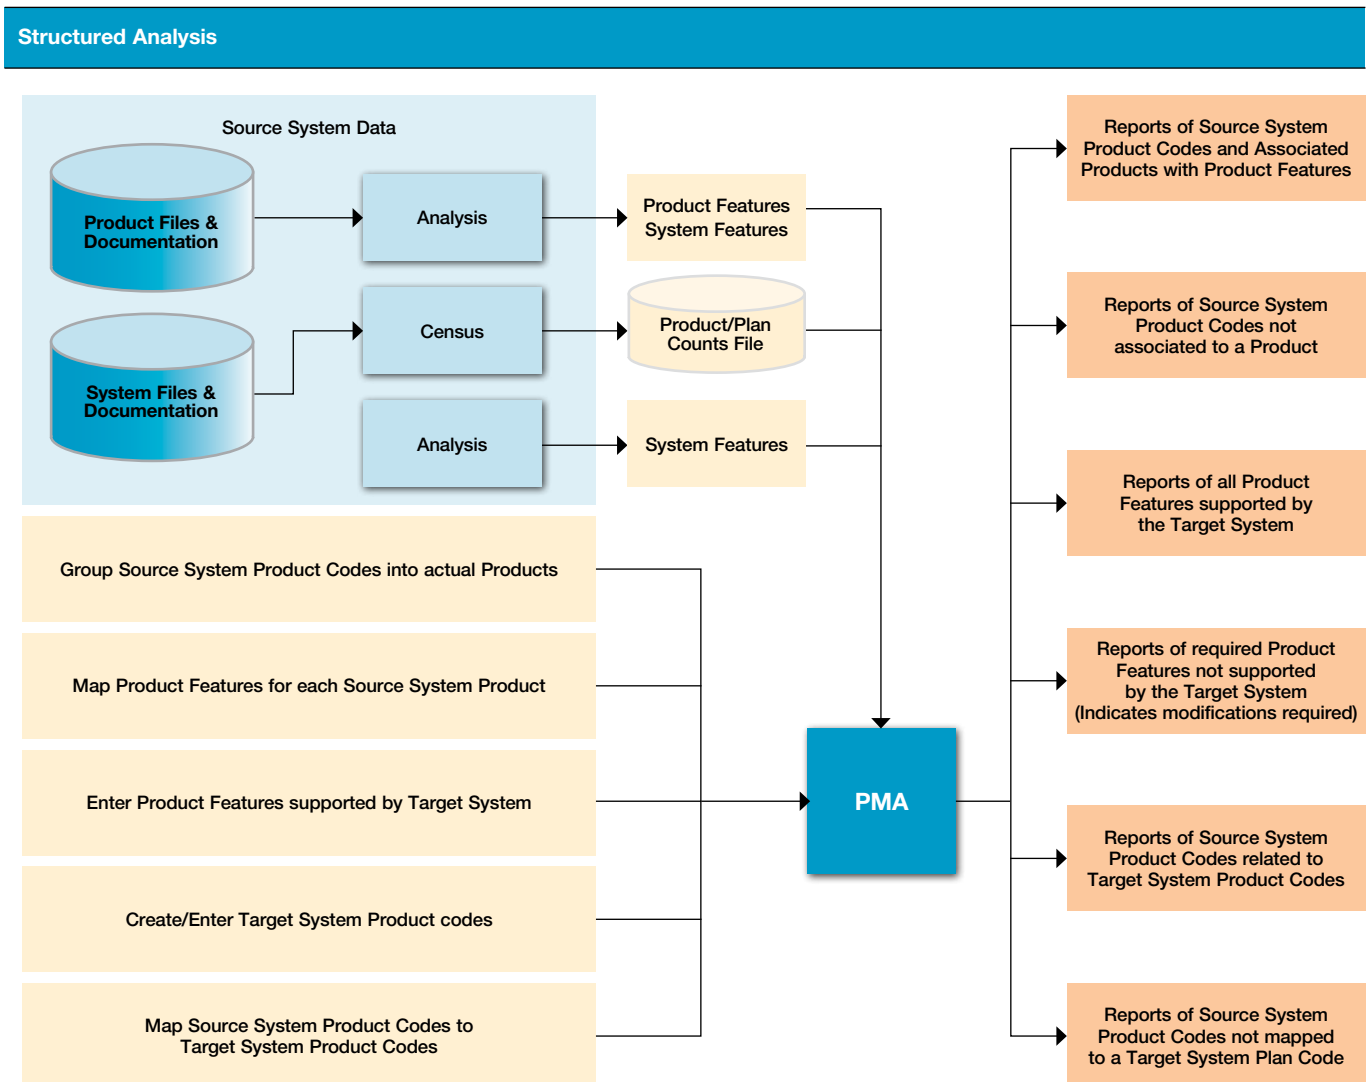 Structured Analysis
Source System Data
Product Files &
Documentation
Analysis
Product Features
System Features
System Files &
Documentation
Census
Product/Plan
Counts File
Analysis
System Features
Group Source System Product Codes into actual Products
Map Product Features for each Source System Product
Enter Product Features supported by Target System
Create/Enter Target System Product codes
Map Source System Product Codes to
Target System Product Codes
PMA
Reports of Source System
Product Codes and Associated
Products with Product Features
Reports of Source System
Product Codes not
associated to a Product
Reports of all Product
Features supported by
the Target System
Reports of required Product
Features not supported
by the Target System
(Indicates modifications required)
Reports of Source System
Product Codes related to
Target System Product Codes
Reports of Source System
Product Codes not mapped
to a Target System Plan Code